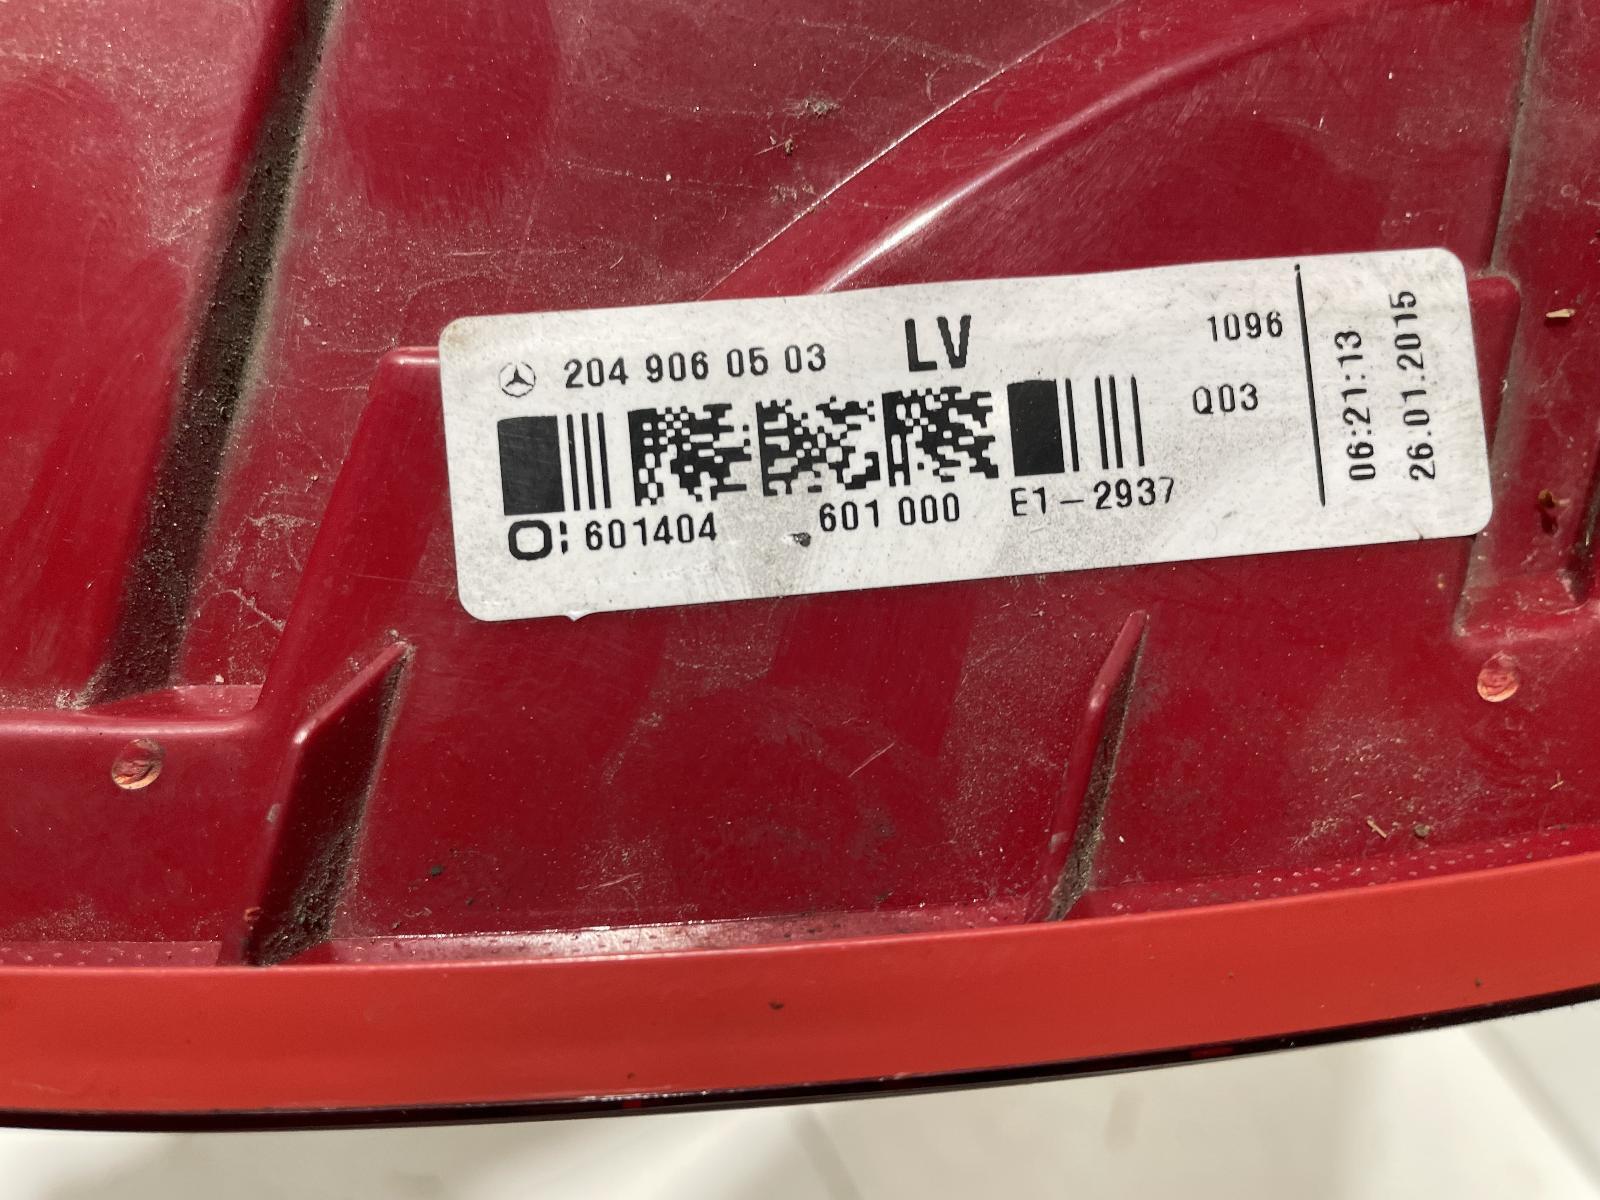 204 906 05 03 LV 1096
Q03
O: 601404 601 000 E1-2937
06:21:13
26.01.2015